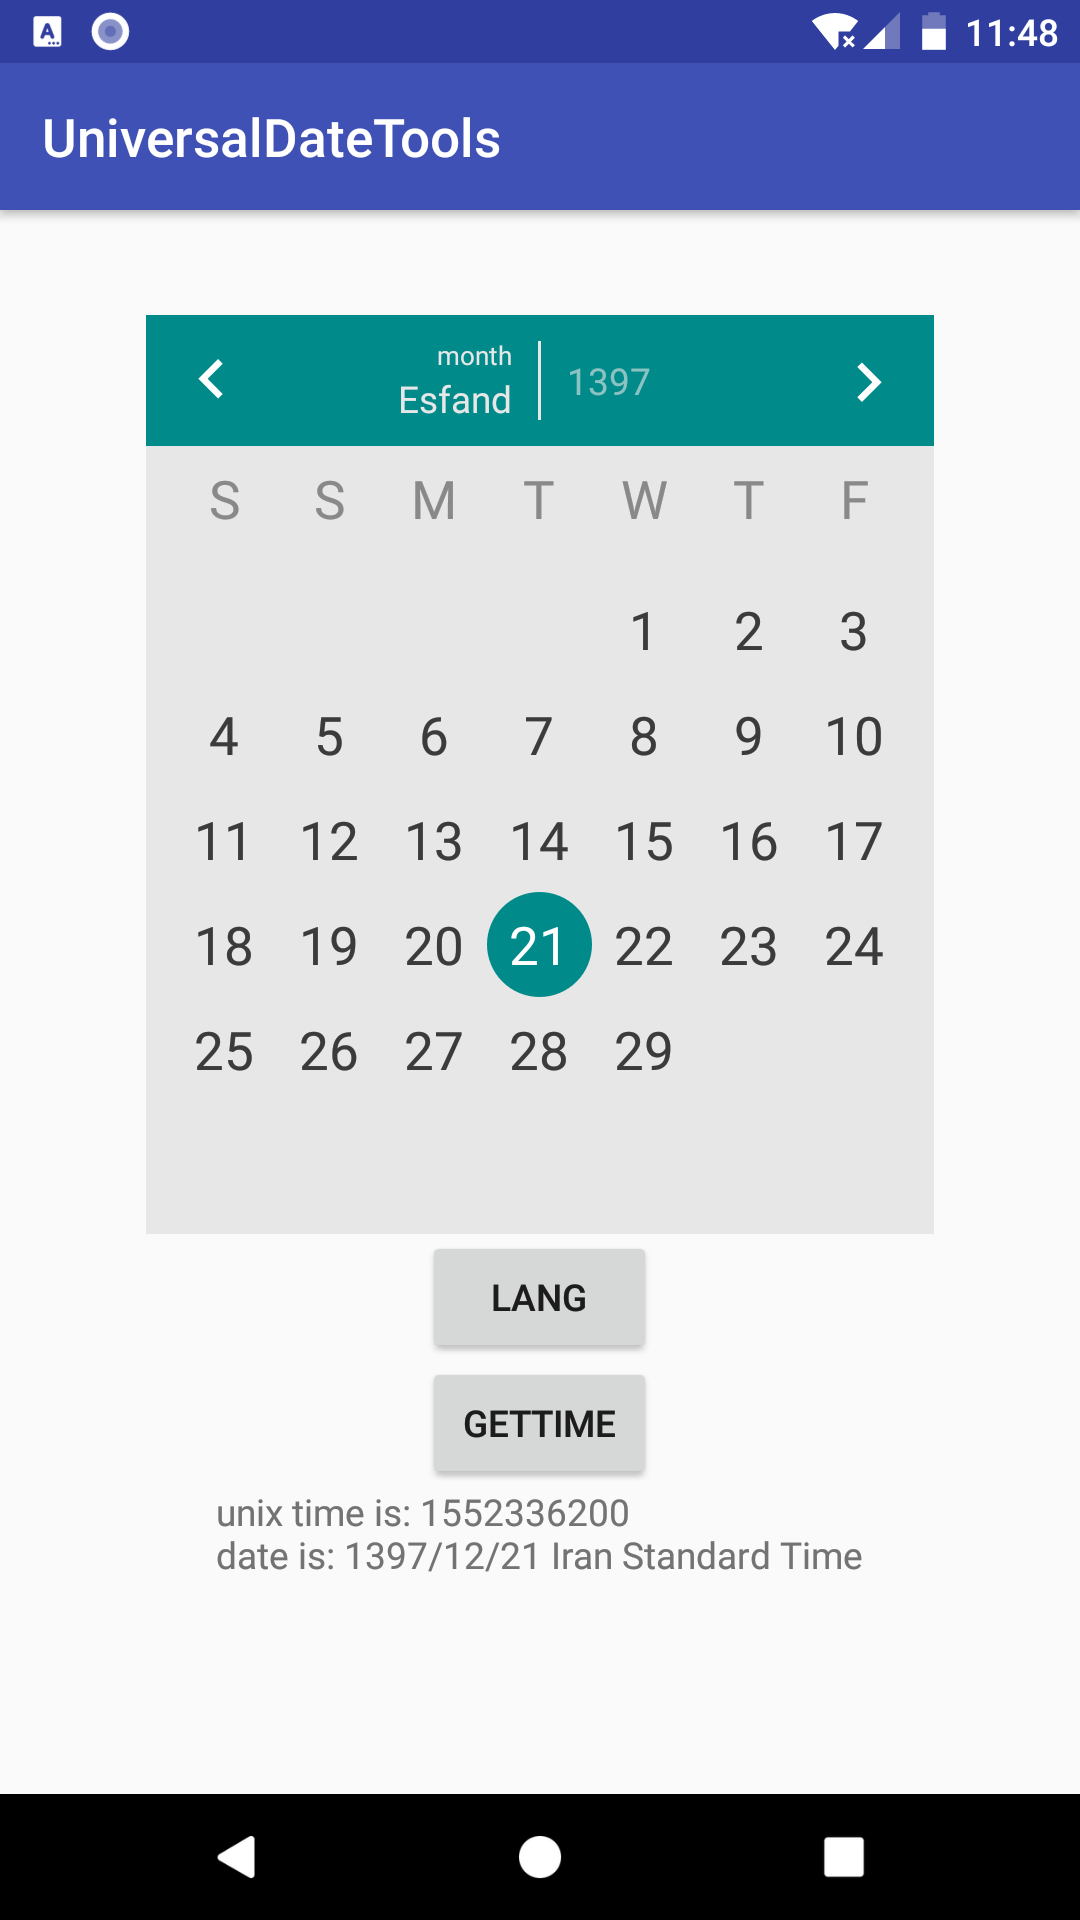 11:48
UniversalDateTools
month
Esfand
1397
S S M T W T F
1 2 3
4 5 6 7 8 9 10
11 12 13 14 15 16 17
18 19 20 21 22 23 24
25 26 27 28 29
LANG
GETTIME
unix time is: 1552336200
date is: 1397/12/21 Iran Standard Time